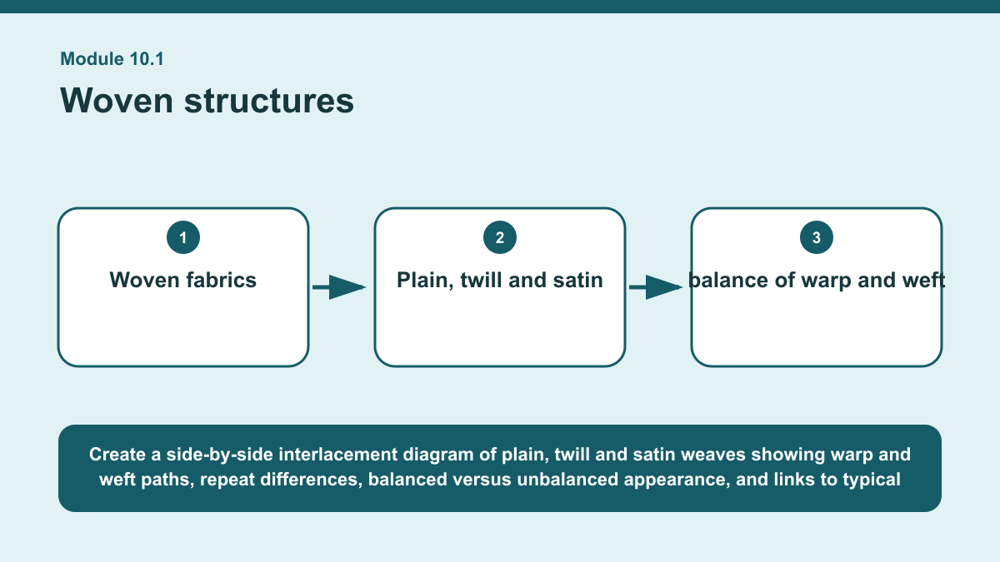 Module 10.1
Woven structures
1
Woven fabrics
2
Plain, twill and satin
3
balance of warp and weft
Create a side-by-side interlacement diagram of plain, twill and satin weaves showing warp and
weft paths, repeat differences, balanced versus unbalanced appearance, and links to typical